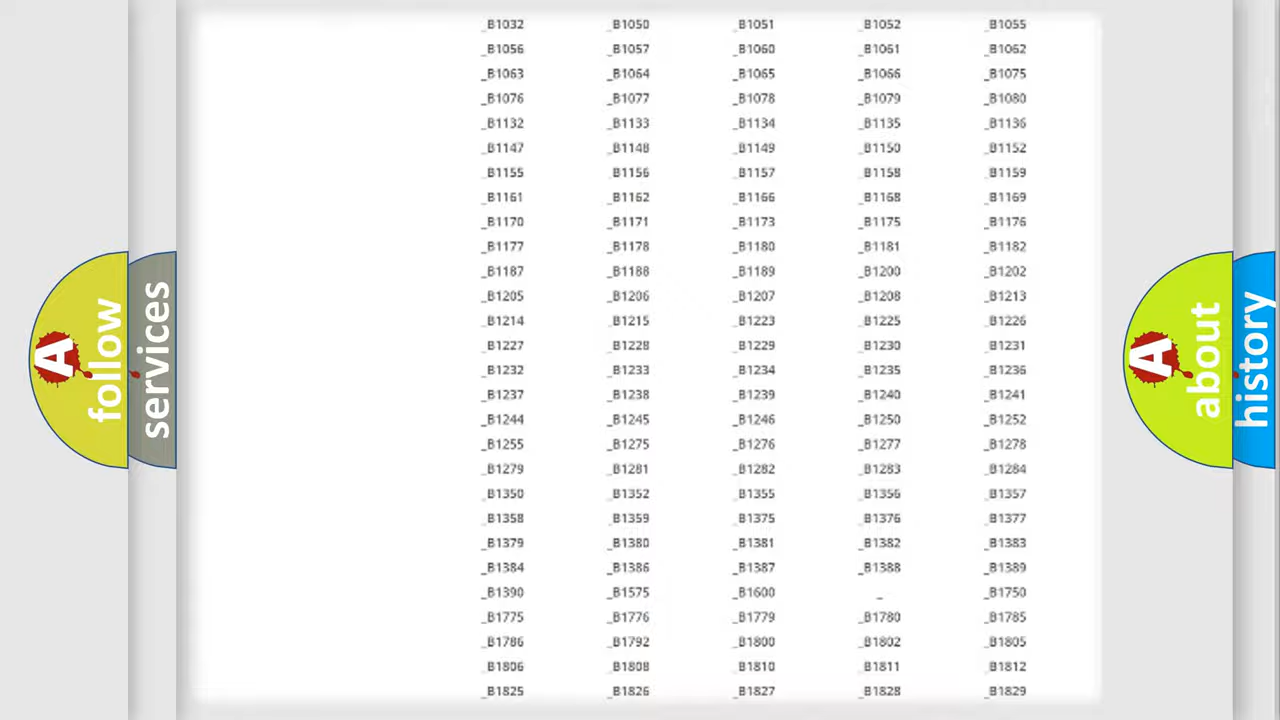 _B1032 _B1050 _B1051 _B1052 _B1055
_B1056 _B1057 _B1060 _B1061 _B1062
_B1063 _B1064 _B1065 _B1066 _B1075
_B1076 _B1077 _B1078 _B1079 _B1080
_B1132 _B1133 _B1134 _B1135 _B1136
_B1147 _B1148 _B1149 _B1150 _B1152
_B1155 _B1156 _B1157 _B1158 _B1159
_B1161 _B1162 _B1166 _B1168 _B1169
_B1170 _B1171 _B1173 _B1175 _B1176
_B1177 _B1178 _B1180 _B1181 _B1182
_B1187 _B1188 _B1189 _B1200 _B1202
_B1205 _B1206 _B1207 _B1208 _B1213
_B1214 _B1215 _B1223 _B1225 _B1226
_B1227 _B1228 _B1229 _B1230 _B1231
_B1232 _B1233 _B1234 _B1235 _B1236
_B1237 _B1238 _B1239 _B1240 _B1241
_B1244 _B1245 _B1246 _B1250 _B1252
_B1255 _B1275 _B1276 _B1277 _B1278
_B1279 _B1281 _B1282 _B1283 _B1284
_B1350 _B1352 _B1355 _B1356 _B1357
_B1358 _B1359 _B1375 _B1376 _B1377
_B1379 _B1380 _B1381 _B1382 _B1383
_B1384 _B1386 _B1387 _B1388 _B1389
_B1390 _B1575 _B1600 _ _B1750
_B1775 _B1776 _B1779 _B1780 _B1785
_B1786 _B1792 _B1800 _B1802 _B1805
_B1806 _B1808 _B1810 _B1811 _B1812
_B1825 _B1826 _B1827 _B1828 _B1829
A
follow
services
A
about
history